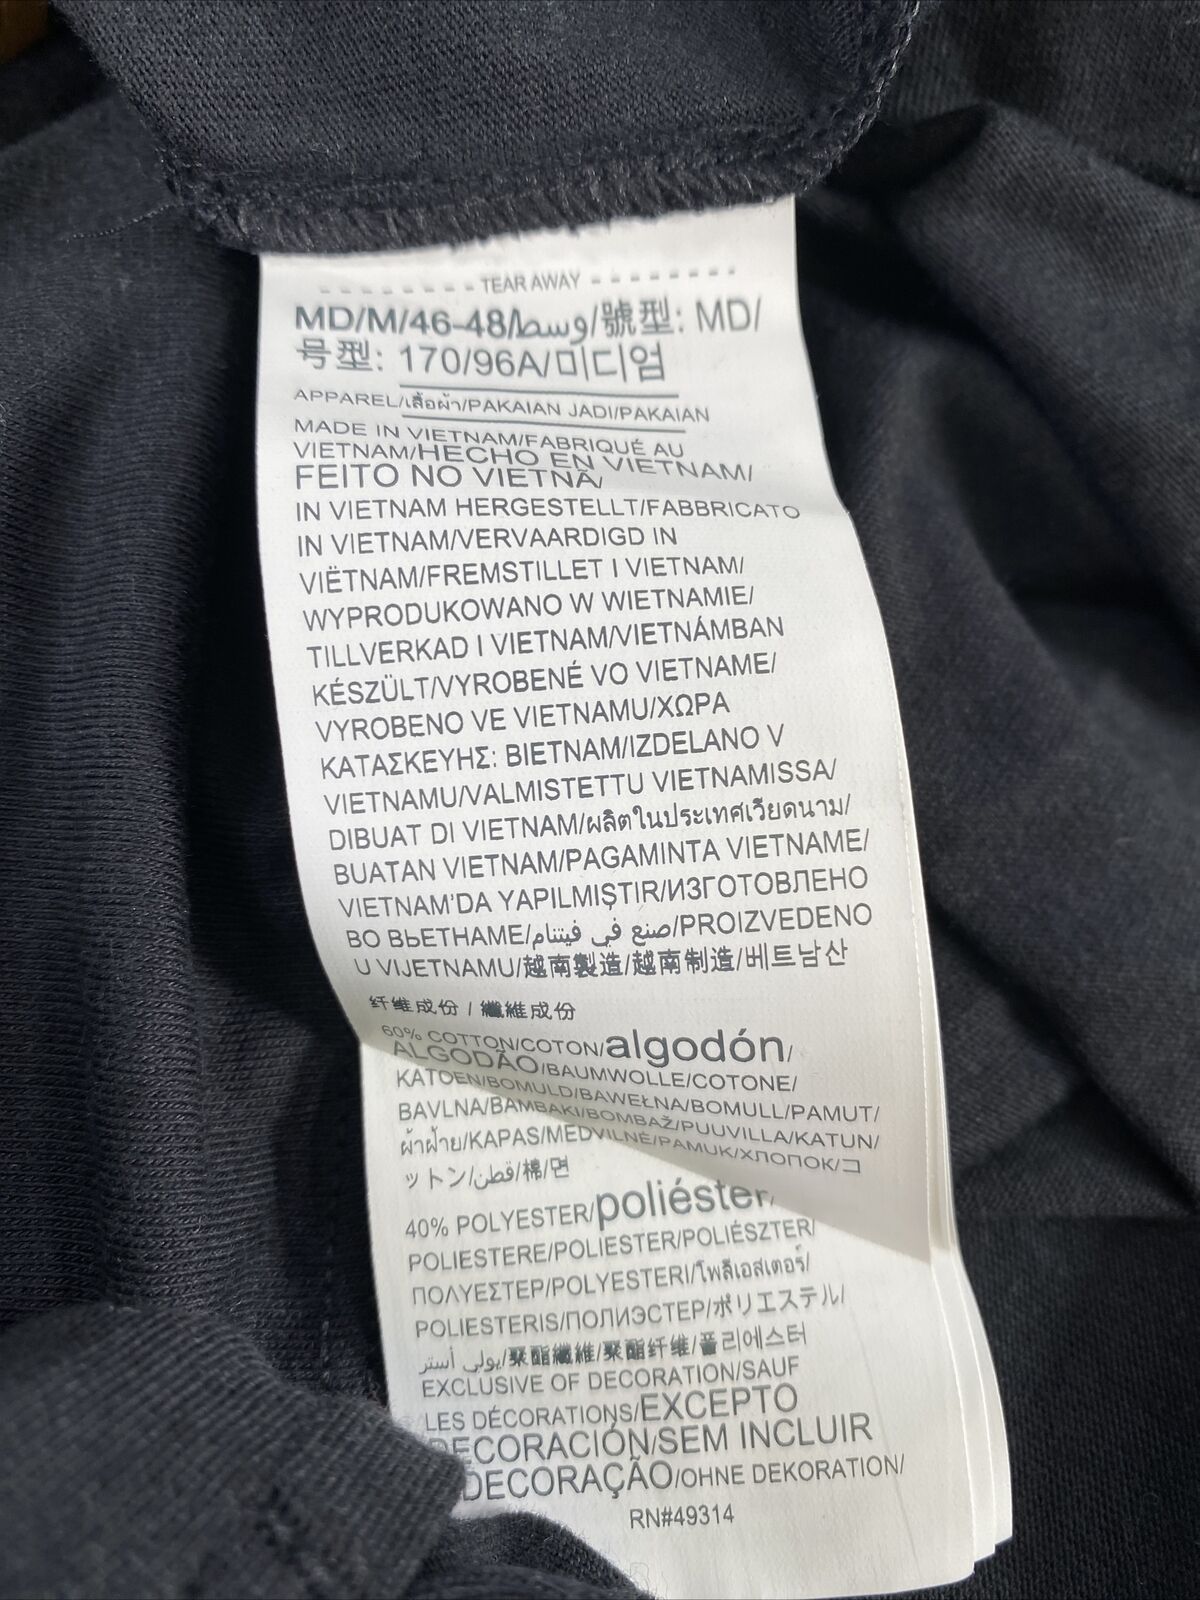 TEAR AWAY
MD/M/46-48/وسط/號型: MD/
号型: 170/96A/미디엄
APPAREL/เสื้อผ้า/PAKAIAN JADI/PAKAIAN
MADE IN VIETNAM/FABRIQUÉ AU
VIETNAM/HECHO EN VIETNAM/
FEITO NO VIETNÃ/
IN VIETNAM HERGESTELLT/FABBRICATO
IN VIETNAM/VERVAARDIGD IN
VIËTNAM/FREMSTILLET I VIETNAM/
WYPRODUKOWANO W WIETNAMIE/
TILLVERKAD I VIETNAM/VIETNÁMBAN
KÉSZÜLT/VYROBENÉ VO VIETNAME/
VYROBENO VE VIETNAMU/ΧΩΡΑ
ΚΑΤΑΣΚΕΥΗΣ: ΒΙΕΤΝΑΜ/IZDELANO V
VIETNAMU/VALMISTETTU VIETNAMISSA/
DIBUAT DI VIETNAM/ผลิตในประเทศเวียดนาม/
BUATAN VIETNAM/PAGAMINTA VIETNAME/
VIETNAM'DA YAPILMIŞTIR/ИЗГОТОВЛЕНО
ВО ВЬЕТНАМЕ/صنع في فيتنام/PROIZVEDENO
U VIJETNAMU/越南製造/越南制造/베트남산
纤维成份 / 纖維成份
60% COTTON/COTON/algodón/
ALGODÃO/BAUMWOLLE/COTONE/
KATOEN/BOMULD/BAWEŁNA/BOMULL/PAMUT/
BAVLNA/BAMBAKI/BOMBAŽ/PUUVILLA/KATUN/
ผ้าฝ้าย/KAPAS/MEDVILNĖ/PAMUK/ХЛОПОК/コ
ットン/قطن/棉/면
40% POLYESTER/poliéster/
POLIESTERE/POLIESTER/POLIÉSZTER/
ΠΟΛΥΕΣΤΕΡ/POLYESTERI/โพลีเอสเตอร์/
POLIESTERIS/ПОЛИЭСТЕР/ポリエステル/
بولي أستر/聚酯纖維/聚酯纤维/폴리에스터
EXCLUSIVE OF DECORATION/SAUF
LES DÉCORATIONS/EXCEPTO
DECORACIÓN/SEM INCLUIR
DECORAÇÃO/OHNE DEKORATION/
RN#49314